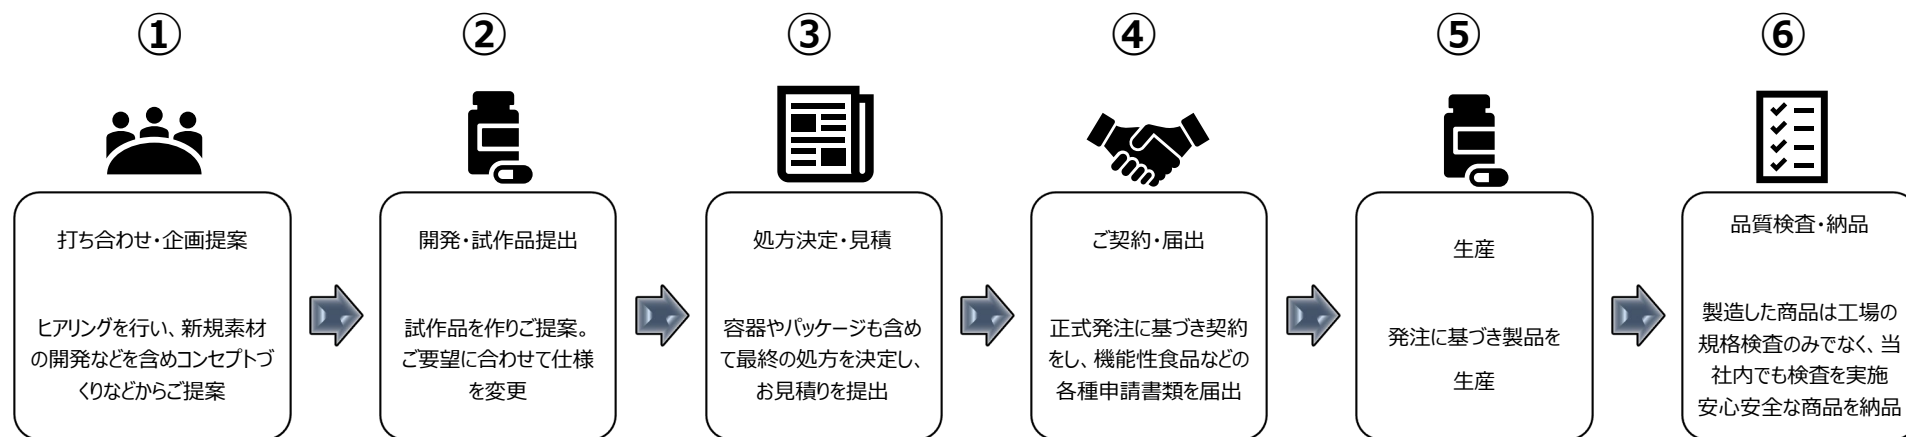 ①
②
③
④
⑤
⑥
打ち合わせ・企画提案
ヒアリングを行い、新規素材
の開発などを含めコンセプトづ
くりなどからご提案
開発・試作品提出
試作品を作りご提案。
ご要望に合わせて仕様
を変更
処方決定・見積
容器やパッケージも含め
て最終の処方を決定し、
お見積りを提出
ご契約・届出
正式発注に基づき契約
をし、機能性食品などの
各種申請書類を届出
生産
発注に基づき製品を
生産
品質検査・納品
製造した商品は工場の
規格検査のみでなく、当
社内でも検査を実施
安心安全な商品を納品